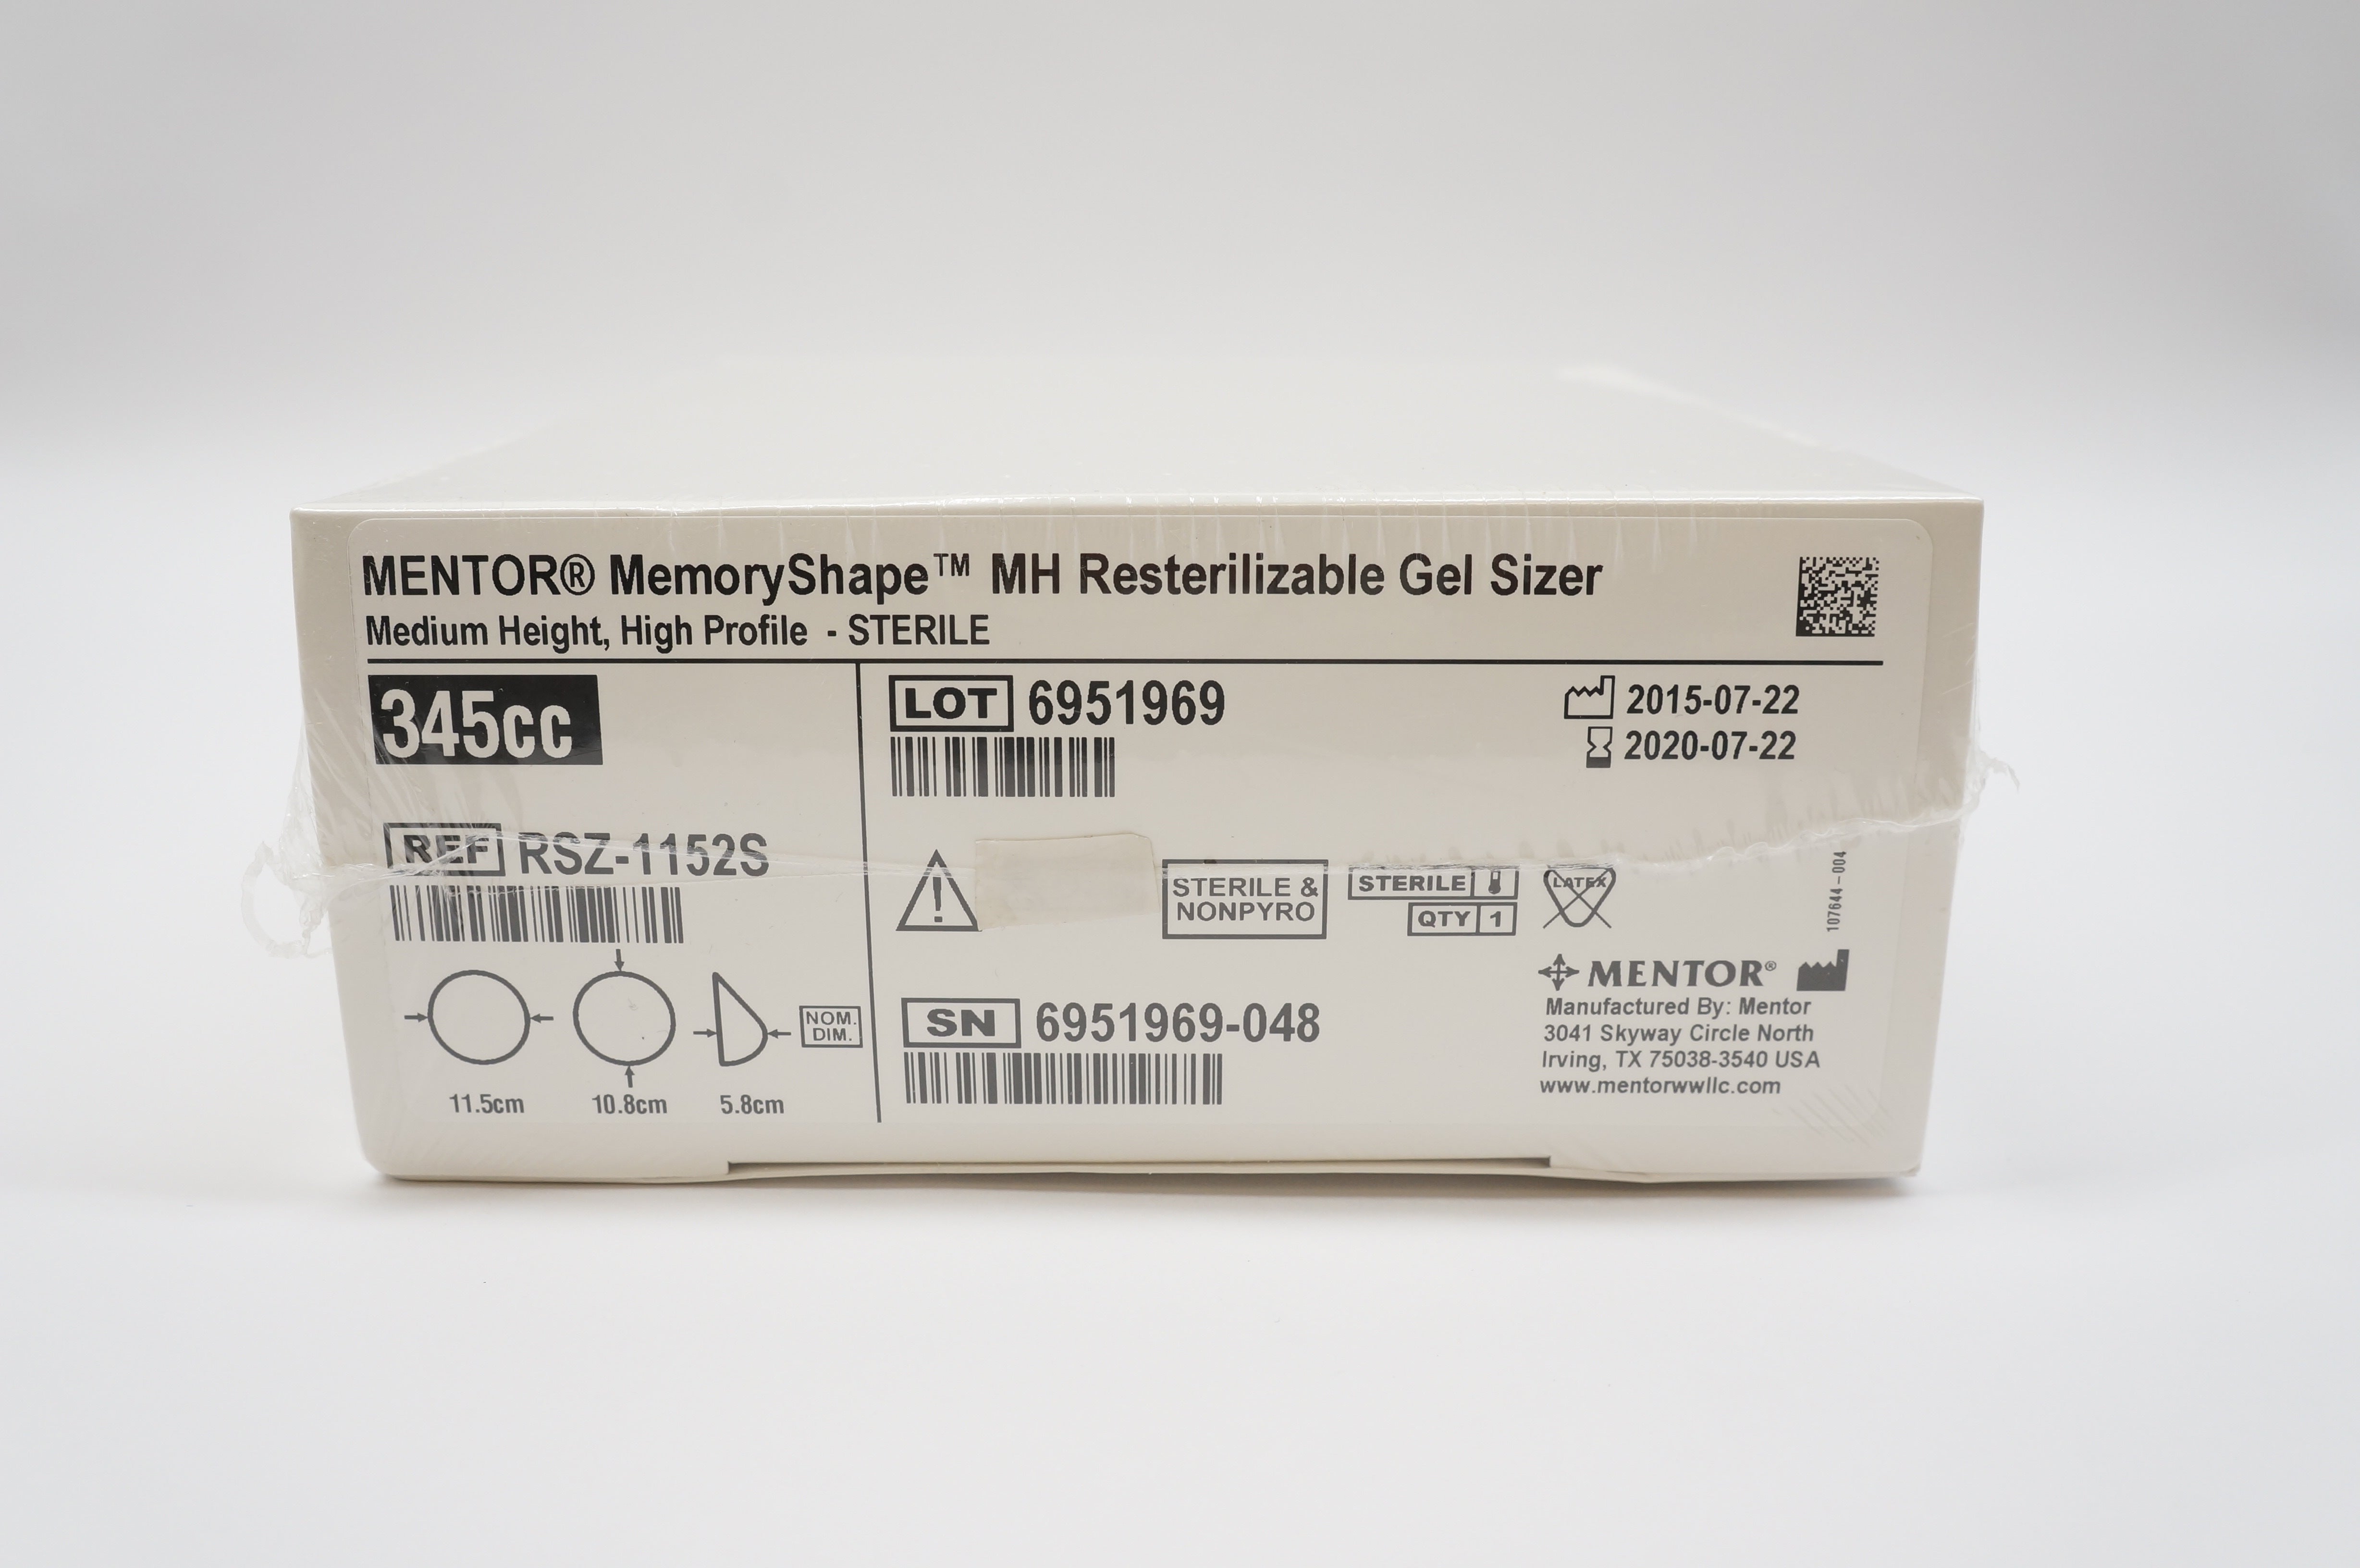 MENTOR® MemoryShape™ MH Resterilizable Gel Sizer
Medium Height, High Profile - STERILE
345cc
REF RSZ-1152S
11.5cm 10.8cm 5.8cm
NOM. DIM.
LOT 6951969
2015-07-22
2020-07-22
!
STERILE &
NONPYRO
STERILE
QTY 1
LATEX
107644-004
SN 6951969-048
MENTOR®
Manufactured By: Mentor
3041 Skyway Circle North
Irving, TX 75038-3540 USA
www.mentorwwllc.com